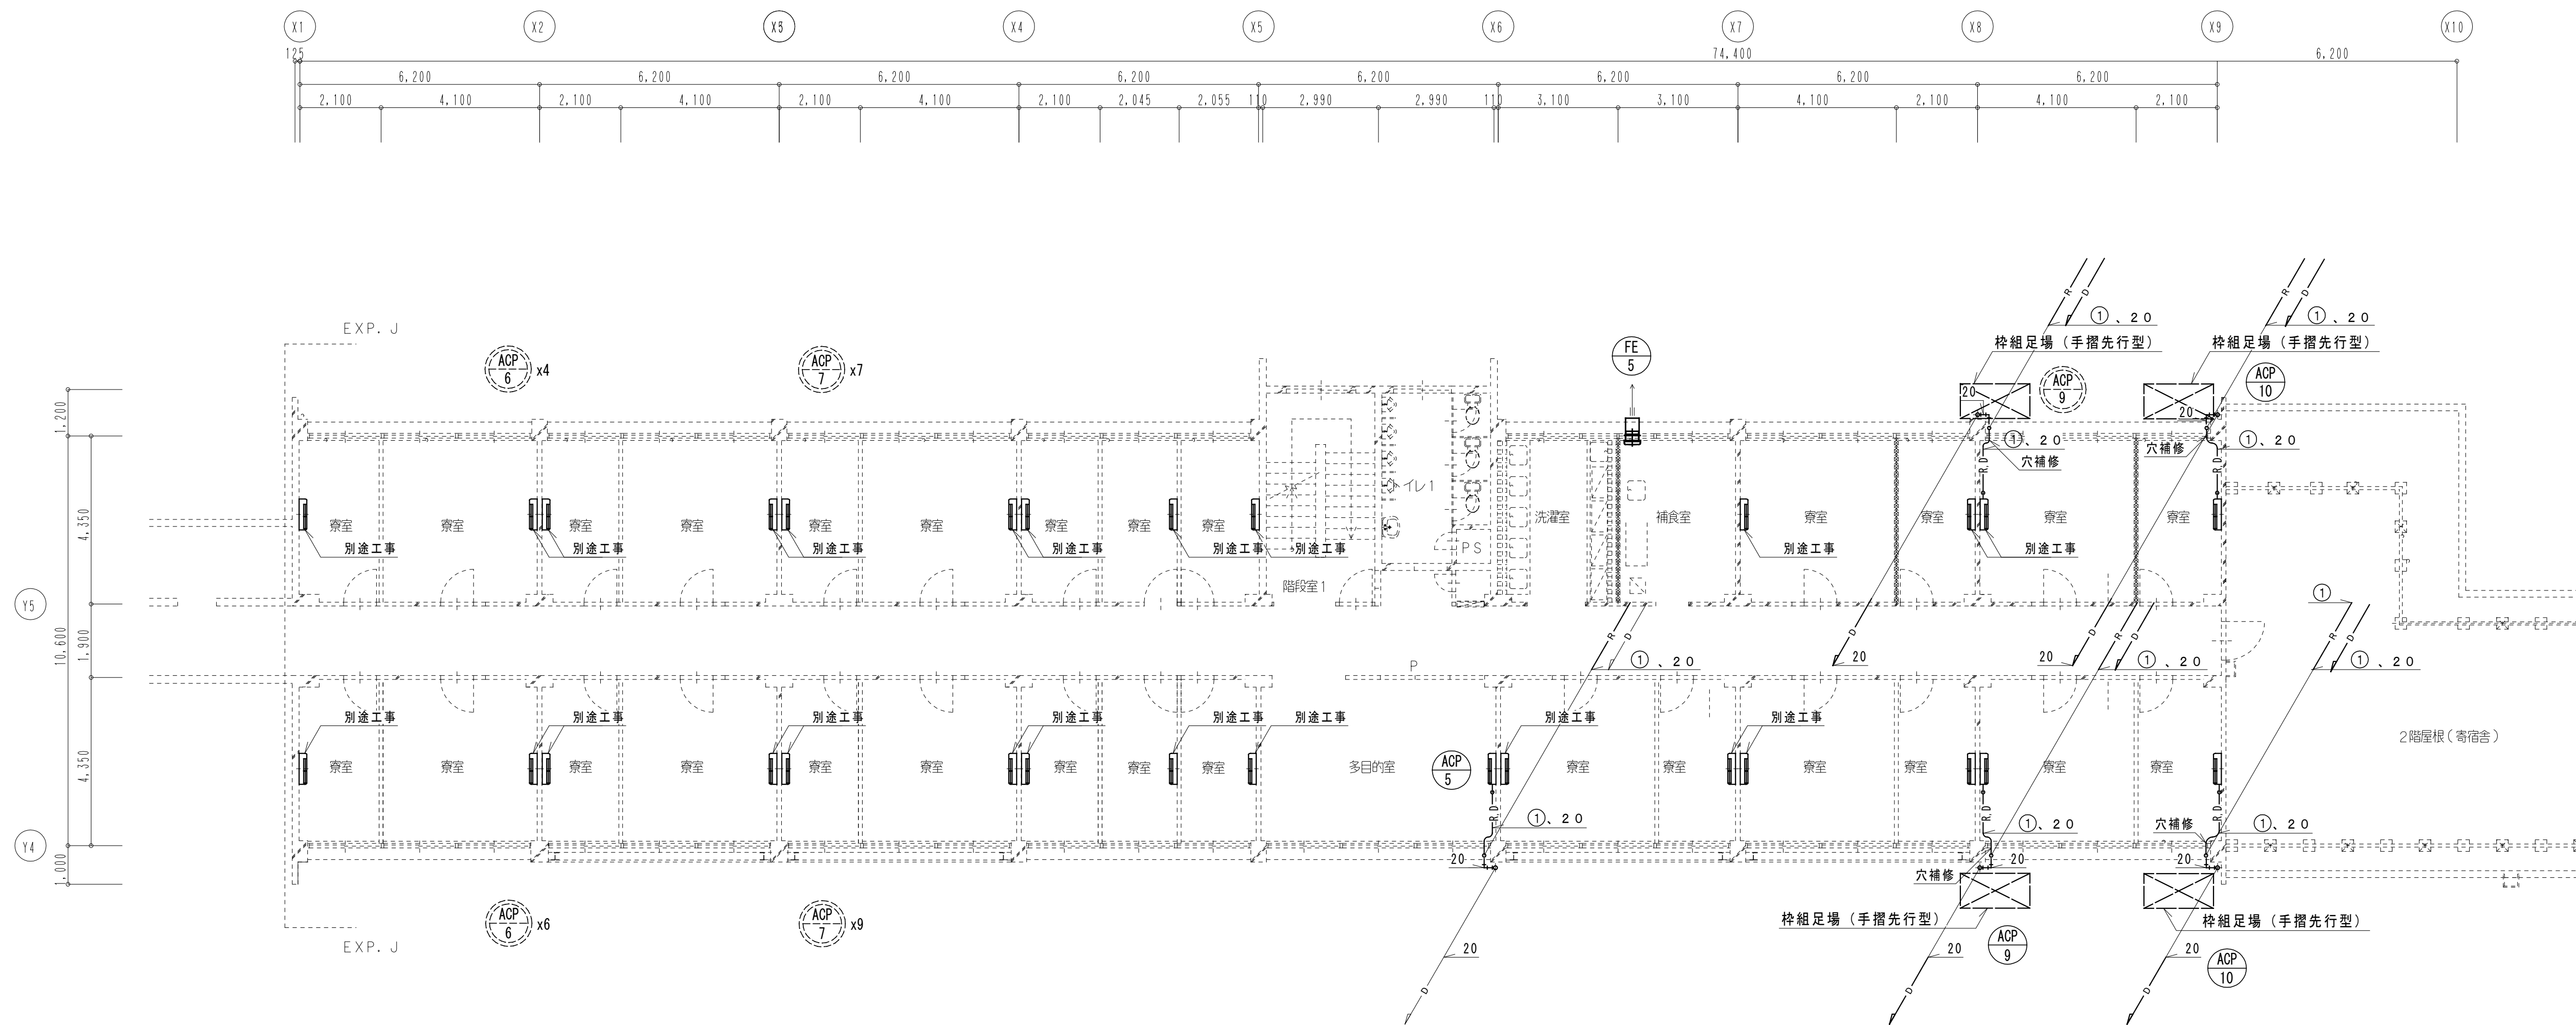 X1 X2 X3 X4 X5 X6 X7 X8 X9 X10
125 74,400 6,200
6,200 6,200 6,200 6,200 6,200 6,200 6,200 6,200
2,100 4,100 2,100 4,100 2,100 4,100 2,100 2,045 2,055 110 2,990 2,990 110 3,100 3,100 4,100 2,100 4,100 2,100
R D R D
①、20 ①、20
EXP. J
枠組足場（手摺先行型） 枠組足場（手摺先行型）
FE
5
ACP
6
x4
ACP
7
x7
ACP
9
ACP
10
20
20
1,200
①、20 ①、20
穴補修 穴補修
R,D R,D
トイレ1
4,350
寮室 寮室 寮室 寮室 寮室 寮室 寮室 寮室 寮室 洗濯室 補食室 寮室 寮室 寮室 寮室
別途工事 別途工事 別途工事 別途工事 別途工事 別途工事 別途工事 別途工事
PS
階段室1
①
Y5
10,600
1,900
R D D D R D R D
20 20
①、20 ①、20 ①、20
P
別途工事 別途工事 別途工事 別途工事 別途工事 別途工事 別途工事 別途工事
2階屋根（寄宿舎）
4,350
寮室 寮室 寮室 寮室 寮室 寮室 寮室 寮室 寮室 多目的室
ACP
5
寮室 寮室 寮室 寮室 寮室 寮室
R,D R,D R,D
①、20 ①、20 穴補修 ①、20
Y4
20 20 20
1,000
穴補修
枠組足場（手摺先行型） 枠組足場（手摺先行型）
ACP
6
x6
ACP
7
x9
EXP. J
20 20 20
ACP
9
ACP
10
D D D